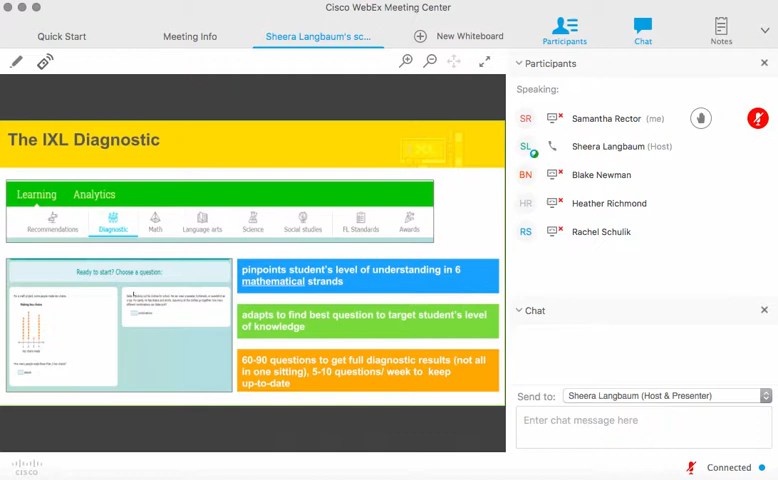 Cisco WebEx Meeting Center
Quick Start
Meeting Info
Sheera Langbaum's sc...
New Whiteboard
Participants
Chat
Notes
The IXL Diagnostic
Learning
Analytics
Recommendations
Diagnostic
Math
Language arts
Science
Social studies
FL Standards
Awards
Ready to start? Choose a question:
pinpoints student's level of understanding in 6
mathematical strands
adapts to find best question to target student's level
of knowledge
60-90 questions to get full diagnostic results (not all
in one sitting), 5-10 questions/ week to keep
up-to-date
Participants
Speaking:
SR Samantha Rector (me)
SL Sheera Langbaum (Host)
BN Blake Newman
HR Heather Richmond
RS Rachel Schulik
Chat
Send to: Sheera Langbaum (Host & Presenter)
Enter chat message here
CISCO
Connected